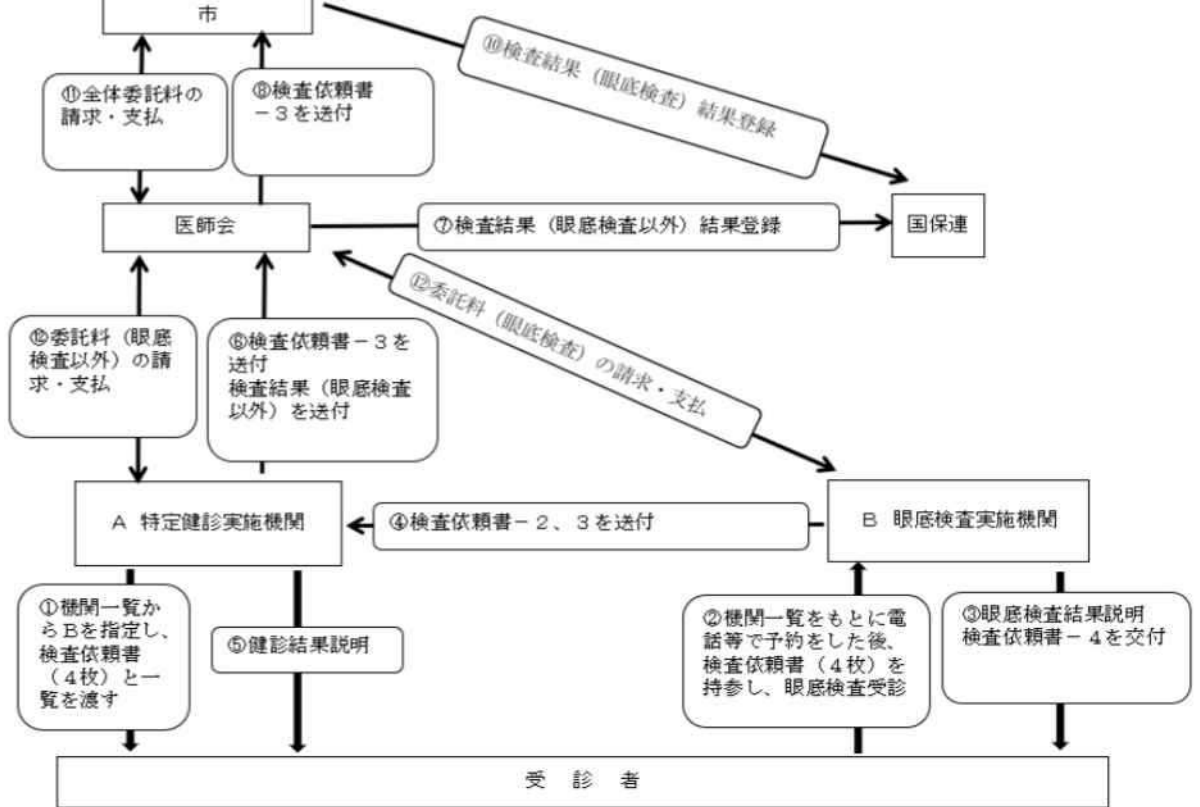 市
⑩検査結果（眼底検査）結果登録
⑪全体委託料の
請求・支払
⑧検査依頼書
－３を送付
医師会
⑦検査結果（眼底検査以外）結果登録
国保連
⑫委託料（眼底検査）の請求・支払
⑫委託料（眼底
検査以外）の請
求・支払
⑥検査依頼書－３を
送付
検査結果（眼底検査
以外）を送付
Ａ 特定健診実施機関
④検査依頼書－２、３を送付
Ｂ 眼底検査実施機関
①機関一覧か
らＢを指定し、
検査依頼書
（４枚）と一
覧を渡す
⑤健診結果説明
②機関一覧をもとに電
話等で予約をした後、
検査依頼書（４枚）を
持参し、眼底検査受診
③眼底検査結果説明
検査依頼書－４を交付
受 診 者